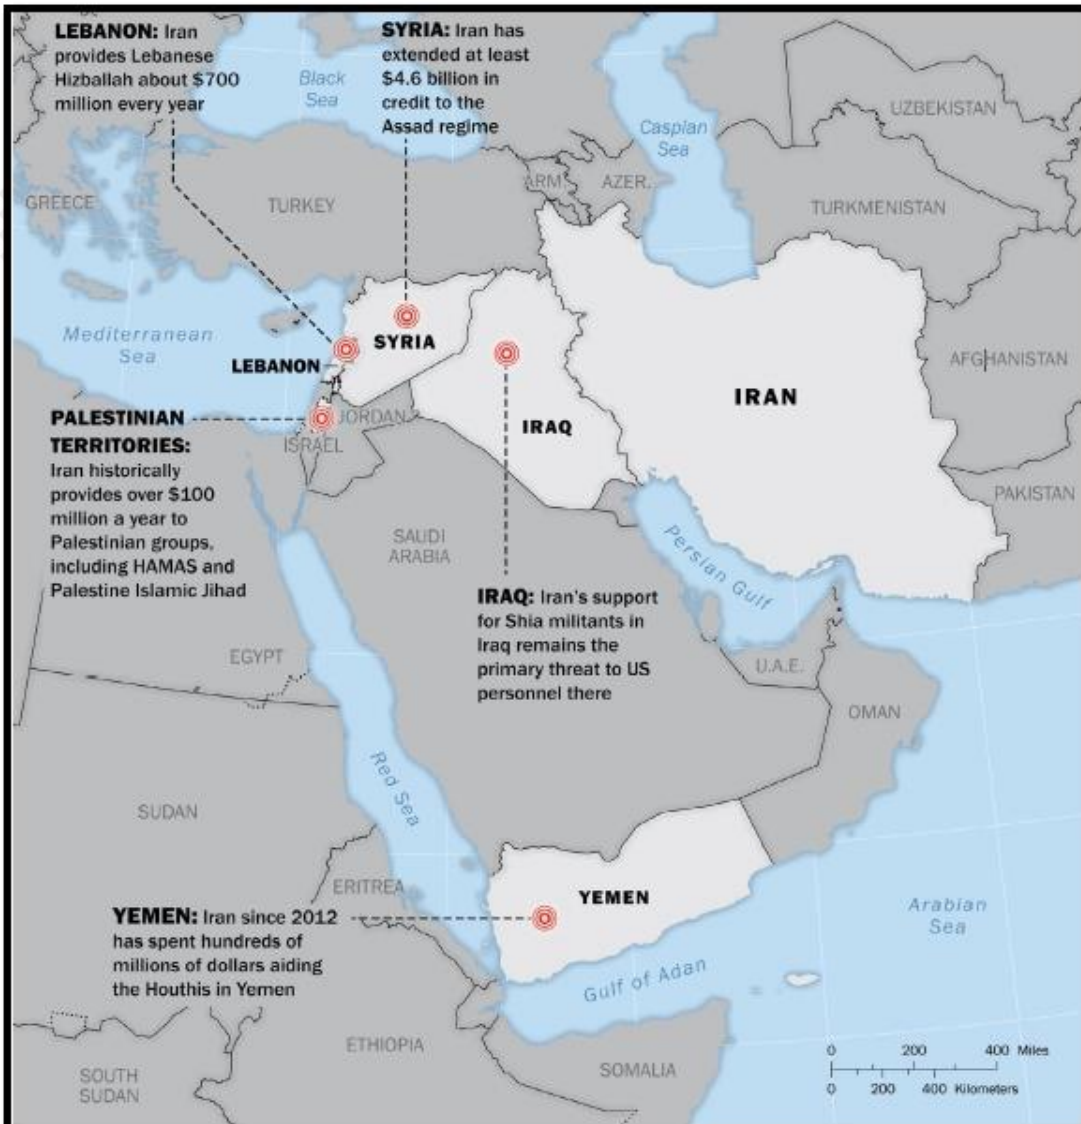 LEBANON: Iran
provides Lebanese
Hizballah about $700
million every year
SYRIA: Iran has
extended at least
$4.6 billion in
credit to the
Assad regime
Black
Sea
Caspian
Sea
UZBEKISTAN
GREECE
TURKEY
ARM.
AZER.
TURKMENISTAN
Mediterranean
Sea
SYRIA
LEBANON
AFGHANISTAN
IRAN
IRAQ
PALESTINIAN
TERRITORIES:
Iran historically
provides over $100
million a year to
Palestinian groups,
including HAMAS and
Palestine Islamic Jihad
JORDAN
ISRAEL
PAKISTAN
SAUDI
ARABIA
Persian Gulf
IRAQ: Iran's support
for Shia militants in
Iraq remains the
primary threat to US
personnel there
EGYPT
U.A.E.
OMAN
Red Sea
SUDAN
ERITREA
YEMEN
YEMEN: Iran since 2012
has spent hundreds of
millions of dollars aiding
the Houthis in Yemen
Arabian
Sea
Gulf of Adan
ETHIOPIA
SOMALIA
SOUTH
SUDAN
0 200 400 Miles
0 200 400 Kilometers